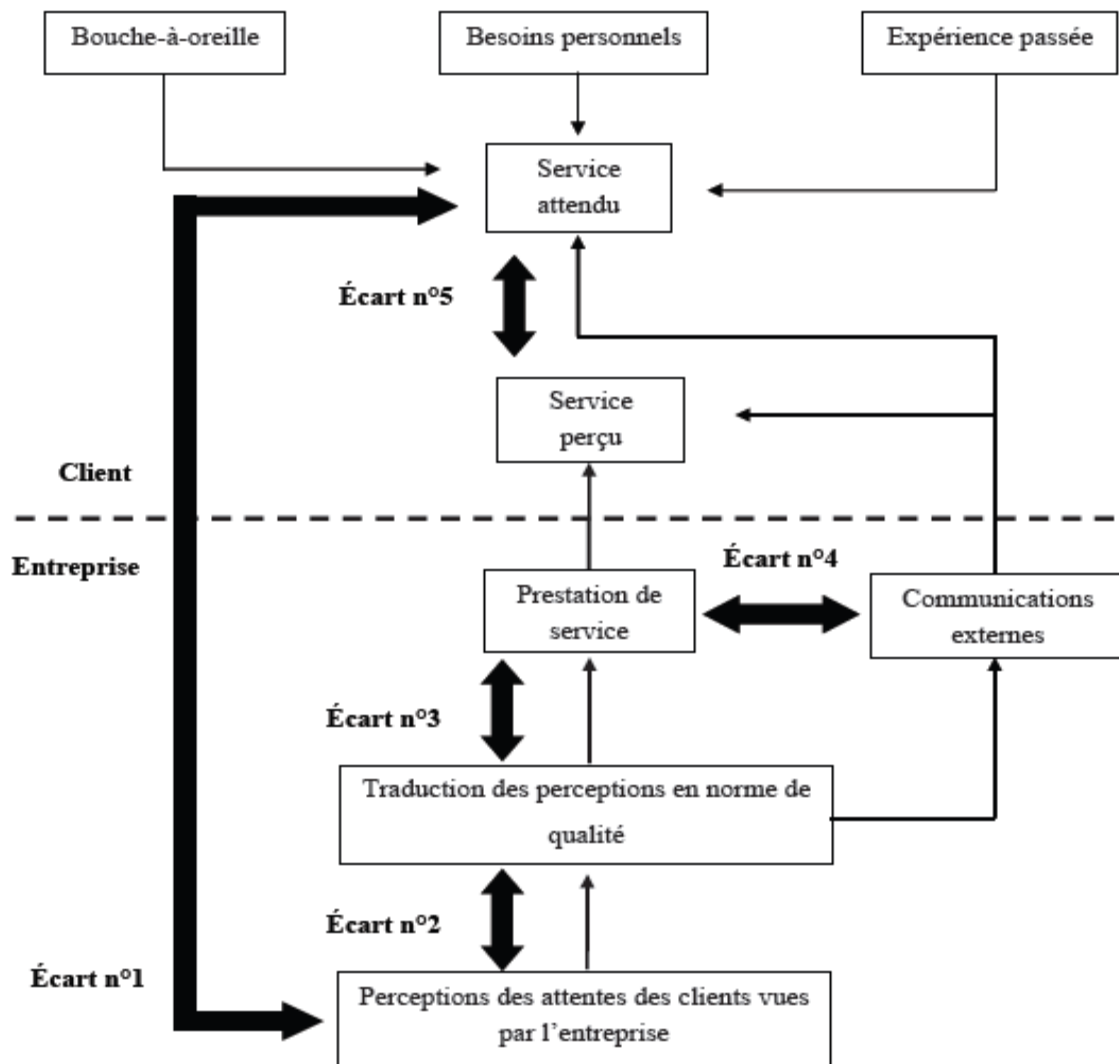 Bouche-à-oreille
Besoins personnels
Expérience passée
Service
attendu
Écart n°5
Service
perçu
Client
Entreprise
Écart n°4
Prestation de
service
Communications
externes
Écart n°3
Traduction des perceptions en norme de
qualité
Écart n°2
Écart n°1
Perceptions des attentes des clients vues
par l’entreprise